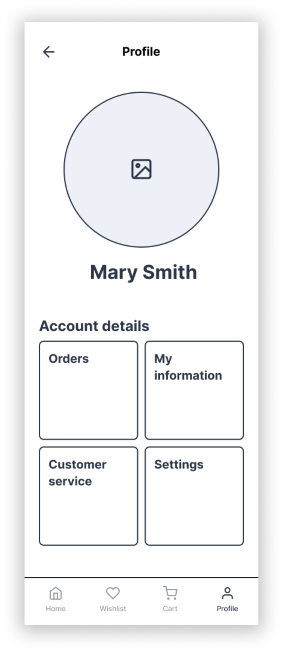 Profile
Mary Smith
Account details
Orders
My
information
Customer
service
Settings
Home
Wishlist
Cart
Profile